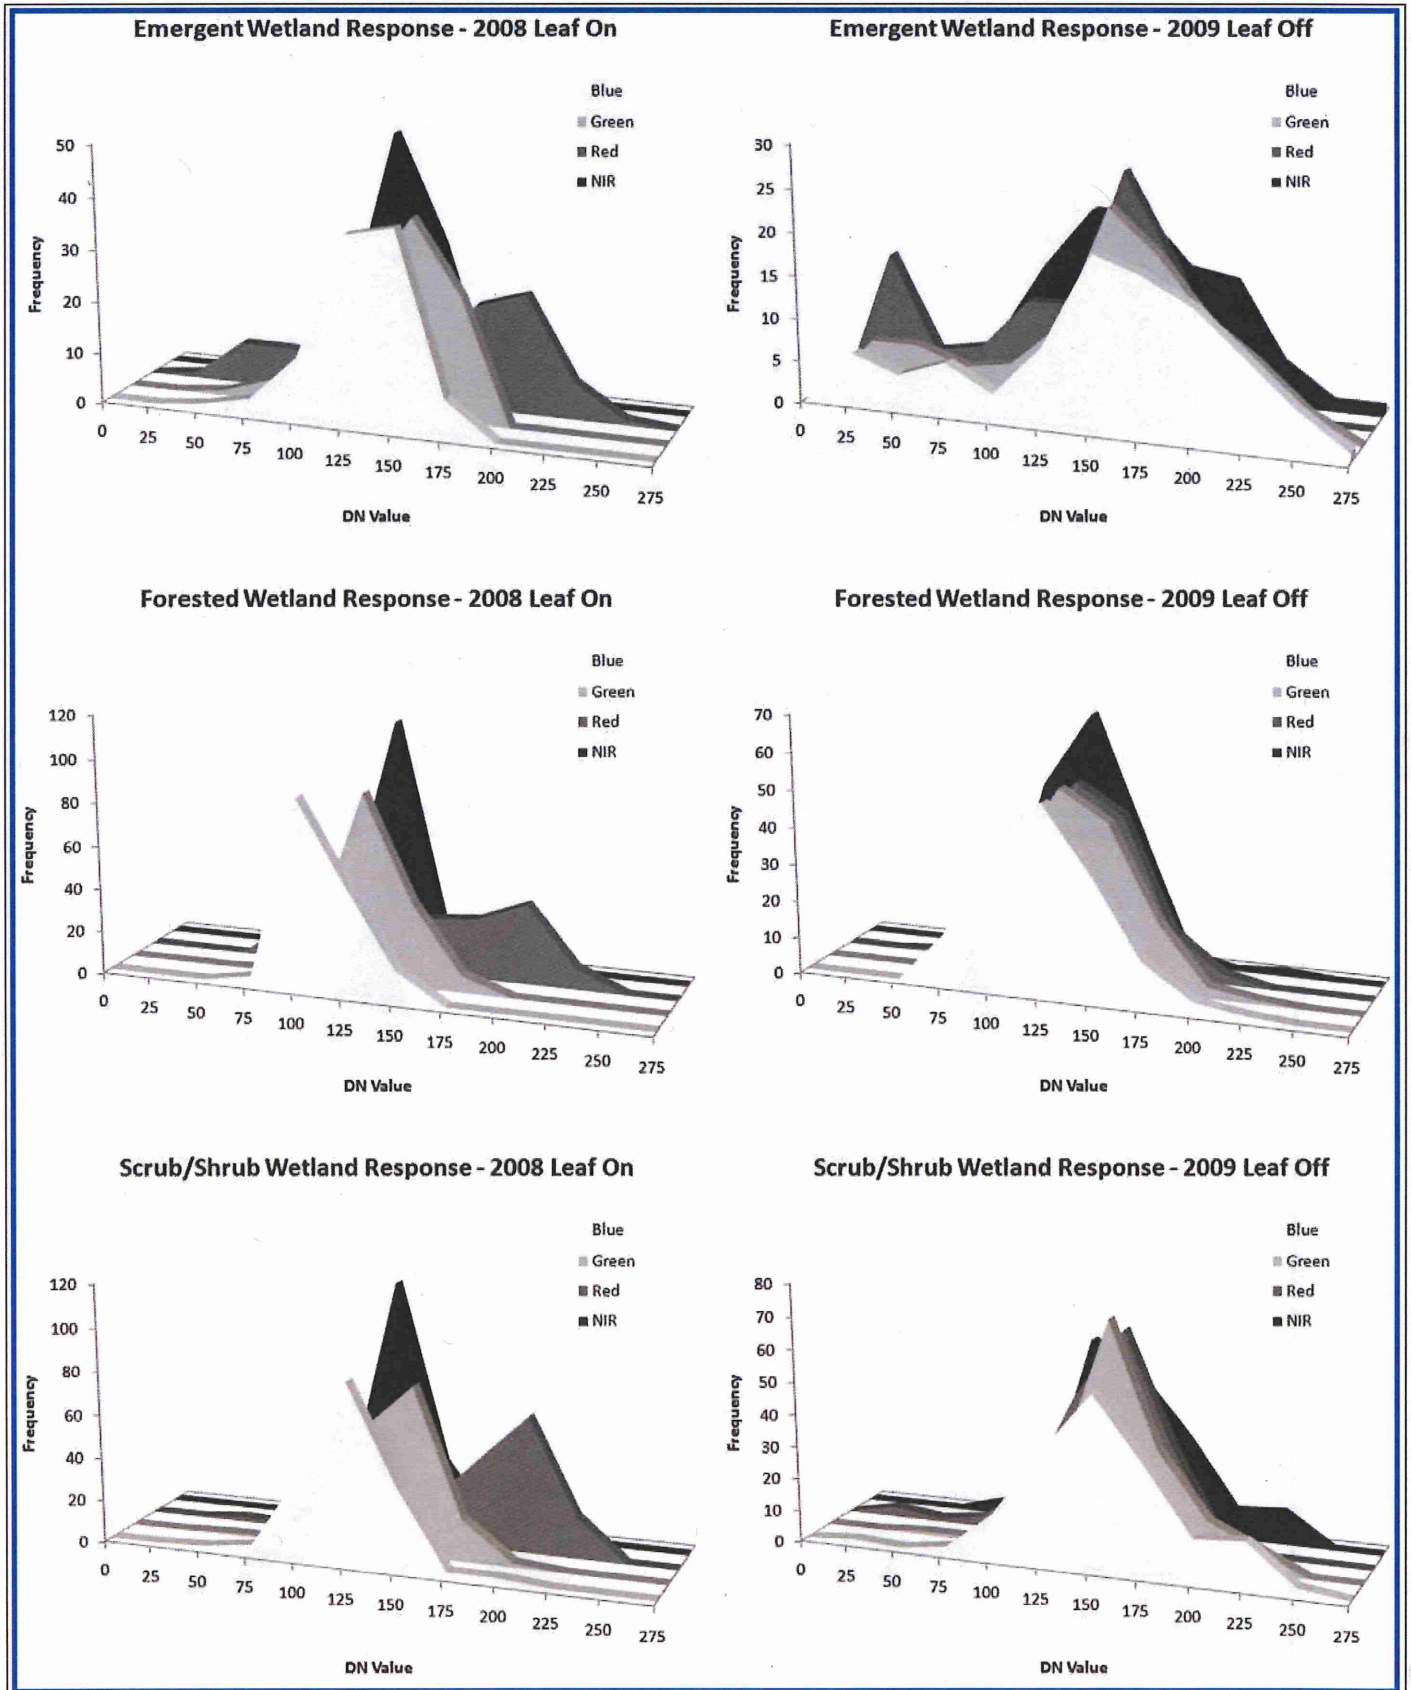 Emergent Wetland Response - 2008 Leaf On
Blue
Green
Red
NIR
50
40
30
20
10
0
Frequency
0 25 50 75 100 125 150 175 200 225 250 275
DN Value
Emergent Wetland Response - 2009 Leaf Off
Blue
Green
Red
NIR
30
25
20
15
10
5
0
Frequency
0 25 50 75 100 125 150 175 200 225 250 275
DN Value
Forested Wetland Response - 2008 Leaf On
Blue
Green
Red
NIR
120
100
80
60
40
20
0
Frequency
0 25 50 75 100 125 150 175 200 225 250 275
DN Value
Forested Wetland Response - 2009 Leaf Off
Blue
Green
Red
NIR
70
60
50
40
30
20
10
0
Frequency
0 25 50 75 100 125 150 175 200 225 250 275
DN Value
Scrub/Shrub Wetland Response - 2008 Leaf On
Blue
Green
Red
NIR
120
100
80
60
40
20
0
Frequency
0 25 50 75 100 125 150 175 200 225 250 275
DN Value
Scrub/Shrub Wetland Response - 2009 Leaf Off
Blue
Green
Red
NIR
80
70
60
50
40
30
20
10
0
Frequency
0 25 50 75 100 125 150 175 200 225 250 275
DN Value